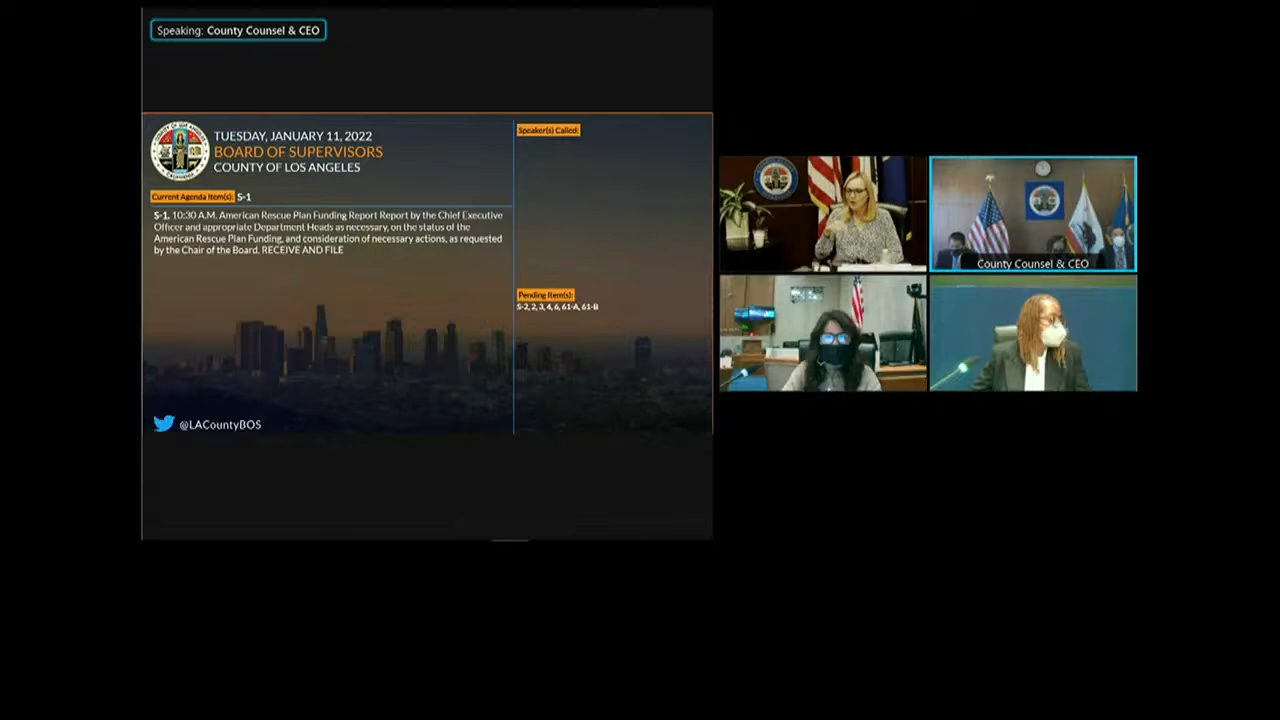 Speaking: County Counsel & CEO
TUESDAY, JANUARY 11, 2022
BOARD OF SUPERVISORS
COUNTY OF LOS ANGELES
Current Agenda Item(s): S-1
S-1. 10:30 A.M. American Rescue Plan Funding Report Report by the Chief Executive
Officer and appropriate Department Heads as necessary, on the status of the
American Rescue Plan Funding, and consideration of necessary actions, as requested
by the Chair of the Board. RECEIVE AND FILE
Speaker(s) Called:
Pending Item(s):
S-2, 2, 3, 4, 6, 61-A, 61-B
@LACountyBOS
County Counsel & CEO